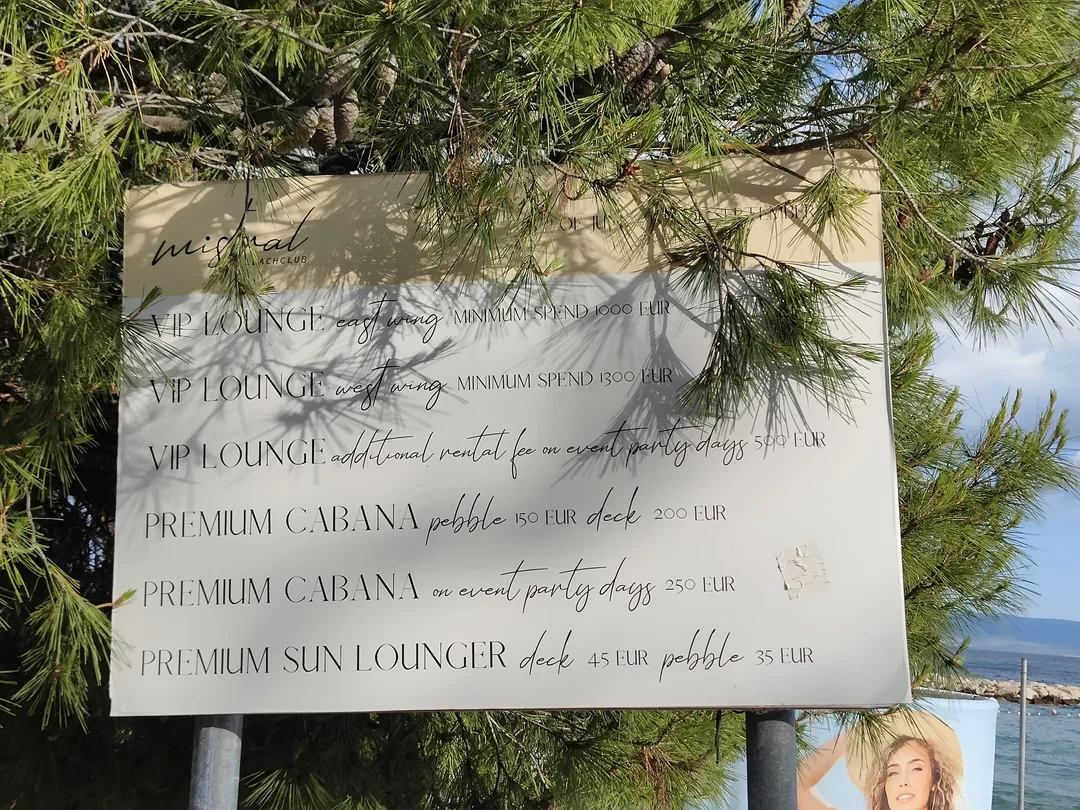 mistral
OF JU
VIP LOUNGE east wing MINIMUM SPEND 1000 EUR
VIP LOUNGE west wing MINIMUM SPEND 1300 EUR
VIP LOUNGE additional rental fee on event party days 500 EUR
PREMIUM CABANA pebble 150 EUR deck 200 EUR
PREMIUM CABANA on event party days 250 EUR
PREMIUM SUN LOUNGER deck 45 EUR pebble 35 EUR